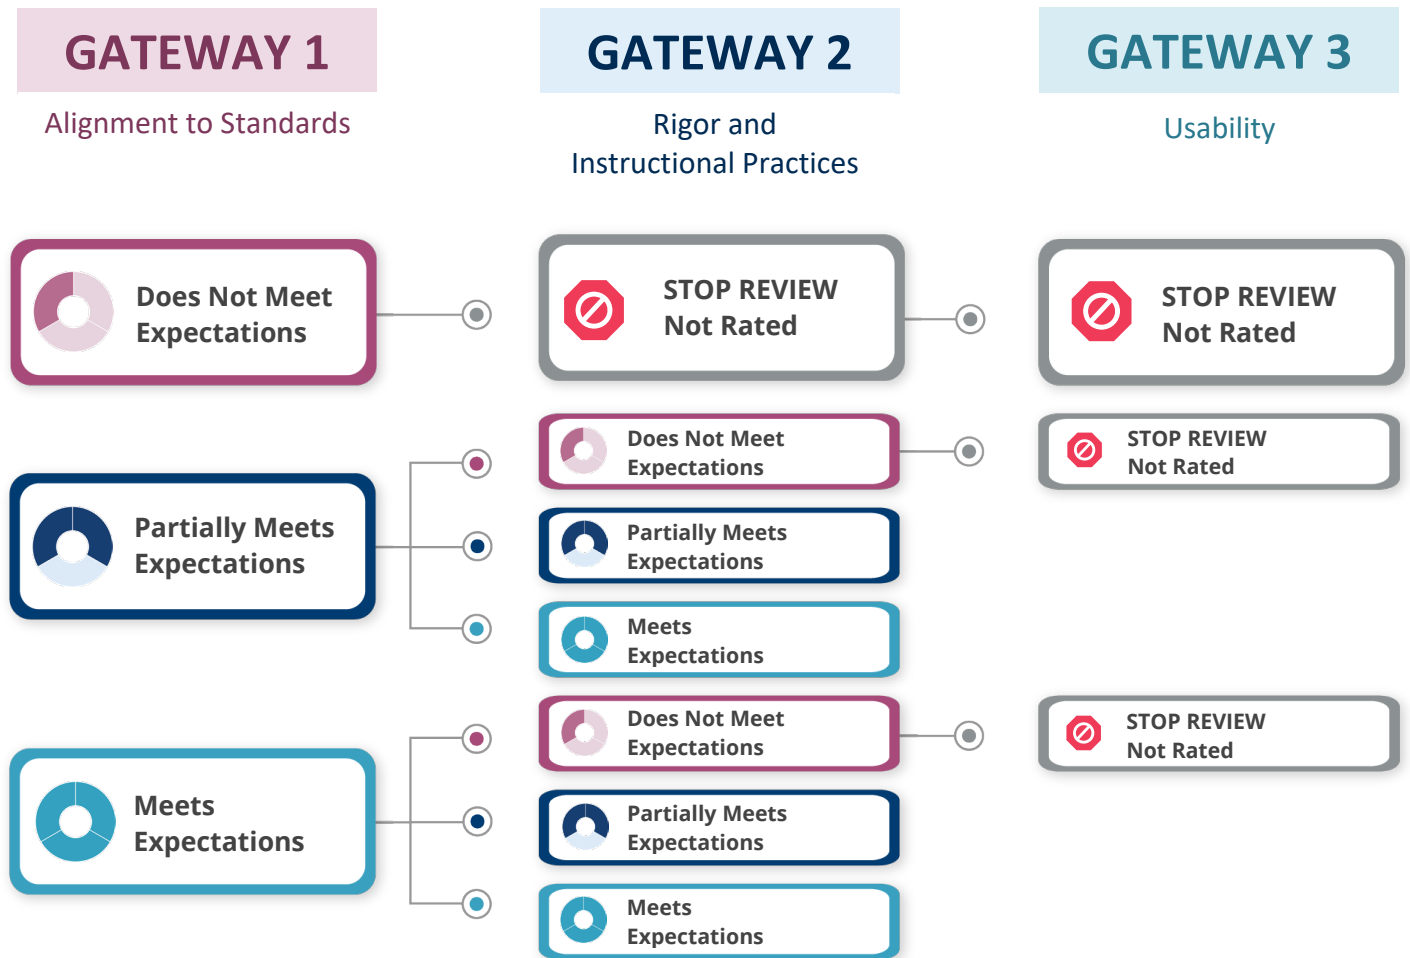 GATEWAY 1
GATEWAY 2
GATEWAY 3
Alignment to Standards
Rigor and
Instructional Practices
Usability
Does Not Meet
Expectations
STOP REVIEW
Not Rated
STOP REVIEW
Not Rated
Partially Meets
Expectations
Does Not Meet
Expectations
STOP REVIEW
Not Rated
Partially Meets
Expectations
Meets
Expectations
Meets
Expectations
Does Not Meet
Expectations
STOP REVIEW
Not Rated
Partially Meets
Expectations
Meets
Expectations